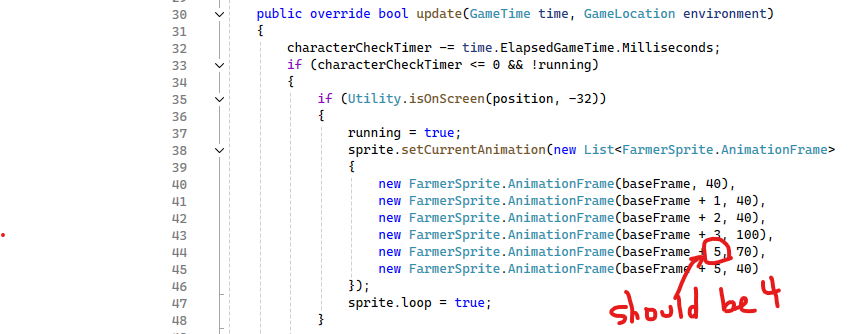 30 public override bool update(GameTime time, GameLocation environment)
31 {
32 characterCheckTimer -= time.ElapsedGameTime.Milliseconds;
33 if (characterCheckTimer <= 0 && !running)
34 {
35 if (Utility.isOnScreen(position, -32))
36 {
37 running = true;
38 sprite.setCurrentAnimation(new List<FarmerSprite.AnimationFrame>
39 {
40 new FarmerSprite.AnimationFrame(baseFrame, 40),
41 new FarmerSprite.AnimationFrame(baseFrame + 1, 40),
42 new FarmerSprite.AnimationFrame(baseFrame + 2, 40),
43 new FarmerSprite.AnimationFrame(baseFrame + 3, 100),
44 new FarmerSprite.AnimationFrame(baseFrame + 5, 70),
45 new FarmerSprite.AnimationFrame(baseFrame + 5, 40)
46 });
47 sprite.loop = true;
48 }
should be 4